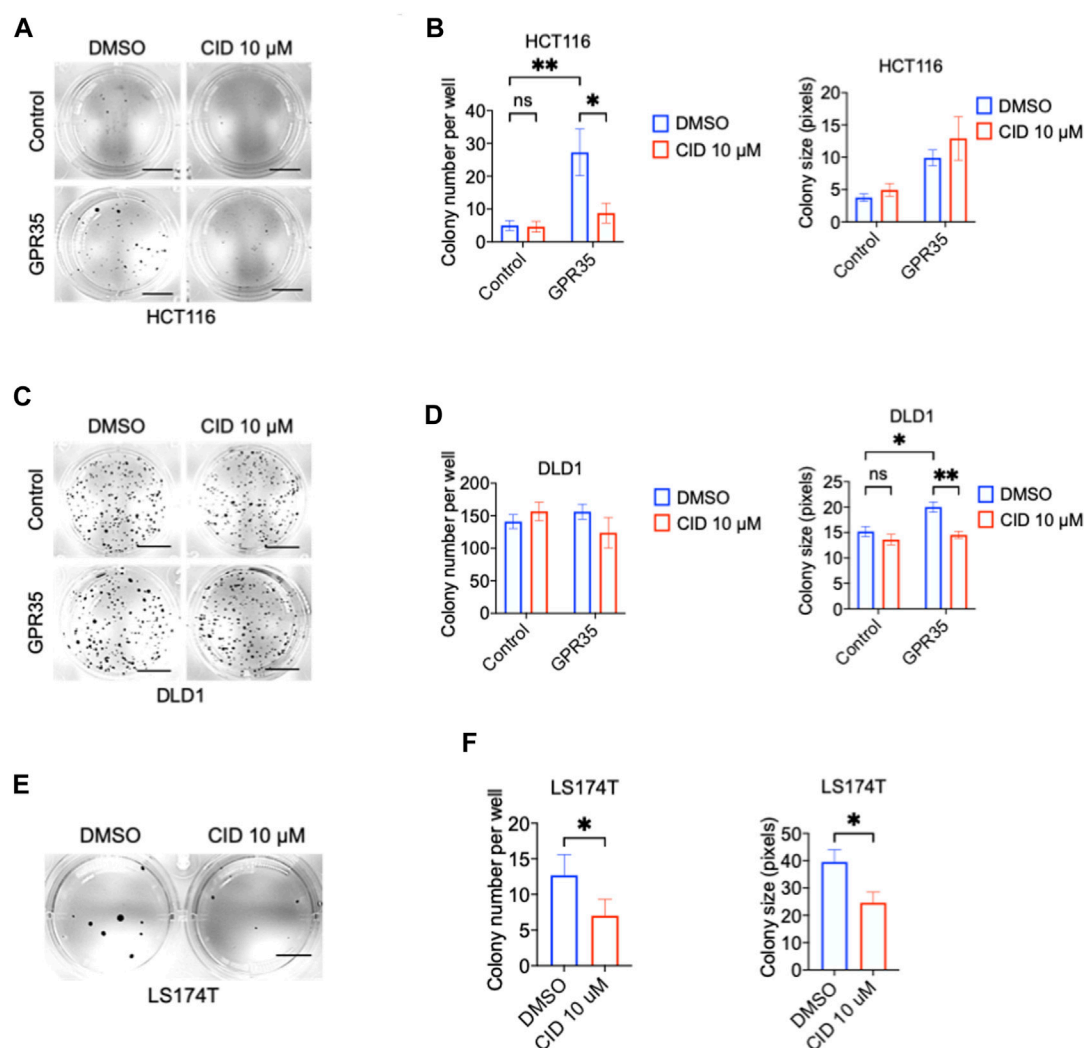 A
DMSO CID 10 µM
Control
GPR35
HCT116
B
HCT116
**
ns *
Colony number per well
40
30
20
10
0
Control GPR35
DMSO
CID 10 µM
HCT116
Colony size (pixels)
20
15
10
5
0
Control GPR35
DMSO
CID 10 µM
C
DMSO CID 10 µM
Control
GPR35
DLD1
D
DLD1
Colony number per well
200
150
100
50
0
Control GPR35
DMSO
CID 10 µM
DLD1
*
ns **
Colony size (pixels)
25
20
15
10
5
0
Control GPR35
DMSO
CID 10 µM
E
DMSO CID 10 µM
LS174T
F
LS174T
*
Colony number per well
20
15
10
5
0
DMSO
CID 10 uM
LS174T
*
Colony size (pixels)
50
40
30
20
10
0
DMSO
CID 10 uM